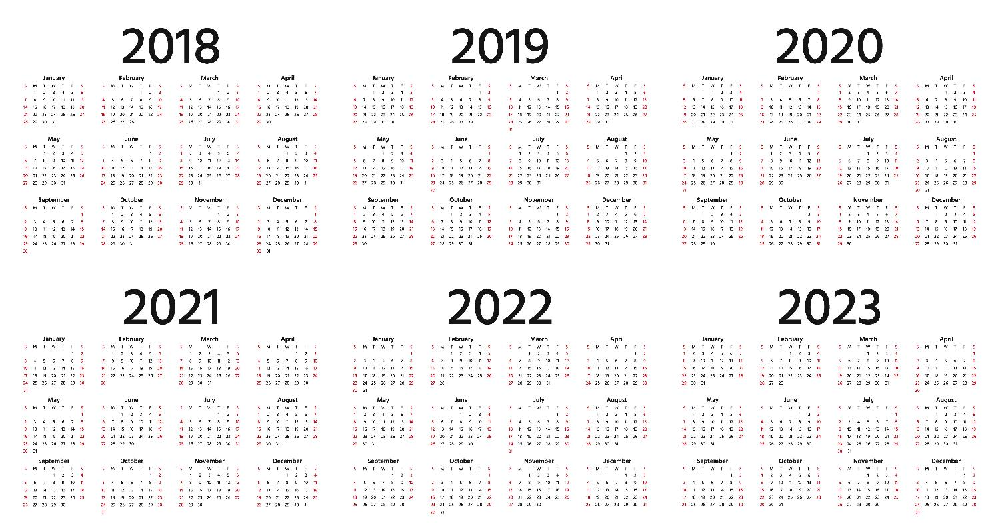 2018
January
S M T W T F S
1 2 3 4 5 6
7 8 9 10 11 12 13
14 15 16 17 18 19 20
21 22 23 24 25 26 27
28 29 30 31
February
S M T W T F S
1 2 3
4 5 6 7 8 9 10
11 12 13 14 15 16 17
18 19 20 21 22 23 24
25 26 27 28
March
S M T W T F S
1 2 3
4 5 6 7 8 9 10
11 12 13 14 15 16 17
18 19 20 21 22 23 24
25 26 27 28 29 30 31
April
S M T W T F S
1 2 3 4 5 6 7
8 9 10 11 12 13 14
15 16 17 18 19 20 21
22 23 24 25 26 27 28
29 30
May
S M T W T F S
1 2 3 4 5
6 7 8 9 10 11 12
13 14 15 16 17 18 19
20 21 22 23 24 25 26
27 28 29 30 31
June
S M T W T F S
1 2
3 4 5 6 7 8 9
10 11 12 13 14 15 16
17 18 19 20 21 22 23
24 25 26 27 28 29 30
July
S M T W T F S
1 2 3 4 5 6 7
8 9 10 11 12 13 14
15 16 17 18 19 20 21
22 23 24 25 26 27 28
29 30 31
August
S M T W T F S
1 2 3 4
5 6 7 8 9 10 11
12 13 14 15 16 17 18
19 20 21 22 23 24 25
26 27 28 29 30 31
September
S M T W T F S
1
2 3 4 5 6 7 8
9 10 11 12 13 14 15
16 17 18 19 20 21 22
23 24 25 26 27 28 29
30
October
S M T W T F S
1 2 3 4 5 6
7 8 9 10 11 12 13
14 15 16 17 18 19 20
21 22 23 24 25 26 27
28 29 30 31
November
S M T W T F S
1 2 3
4 5 6 7 8 9 10
11 12 13 14 15 16 17
18 19 20 21 22 23 24
25 26 27 28 29 30
December
S M T W T F S
1
2 3 4 5 6 7 8
9 10 11 12 13 14 15
16 17 18 19 20 21 22
23 24 25 26 27 28 29
30 31
2019
January
S M T W T F S
1 2 3 4 5
6 7 8 9 10 11 12
13 14 15 16 17 18 19
20 21 22 23 24 25 26
27 28 29 30 31
February
S M T W T F S
1 2
3 4 5 6 7 8 9
10 11 12 13 14 15 16
17 18 19 20 21 22 23
24 25 26 27 28
March
S M T W T F S
1 2
3 4 5 6 7 8 9
10 11 12 13 14 15 16
17 18 19 20 21 22 23
24 25 26 27 28 29 30
31
April
S M T W T F S
1 2 3 4 5 6
7 8 9 10 11 12 13
14 15 16 17 18 19 20
21 22 23 24 25 26 27
28 29 30
May
S M T W T F S
1 2 3 4
5 6 7 8 9 10 11
12 13 14 15 16 17 18
19 20 21 22 23 24 25
26 27 28 29 30 31
June
S M T W T F S
1
2 3 4 5 6 7 8
9 10 11 12 13 14 15
16 17 18 19 20 21 22
23 24 25 26 27 28 29
30
July
S M T W T F S
1 2 3 4 5 6
7 8 9 10 11 12 13
14 15 16 17 18 19 20
21 22 23 24 25 26 27
28 29 30 31
August
S M T W T F S
1 2 3
4 5 6 7 8 9 10
11 12 13 14 15 16 17
18 19 20 21 22 23 24
25 26 27 28 29 30 31
September
S M T W T F S
1 2 3 4 5 6 7
8 9 10 11 12 13 14
15 16 17 18 19 20 21
22 23 24 25 26 27 28
29 30
October
S M T W T F S
1 2 3 4 5
6 7 8 9 10 11 12
13 14 15 16 17 18 19
20 21 22 23 24 25 26
27 28 29 30 31
November
S M T W T F S
1 2
3 4 5 6 7 8 9
10 11 12 13 14 15 16
17 18 19 20 21 22 23
24 25 26 27 28 29 30
December
S M T W T F S
1 2 3 4 5 6 7
8 9 10 11 12 13 14
15 16 17 18 19 20 21
22 23 24 25 26 27 28
29 30 31
2020
January
S M T W T F S
1 2 3 4
5 6 7 8 9 10 11
12 13 14 15 16 17 18
19 20 21 22 23 24 25
26 27 28 29 30 31
February
S M T W T F S
1
2 3 4 5 6 7 8
9 10 11 12 13 14 15
16 17 18 19 20 21 22
23 24 25 26 27 28 29
March
S M T W T F S
1 2 3 4 5 6 7
8 9 10 11 12 13 14
15 16 17 18 19 20 21
22 23 24 25 26 27 28
29 30 31
April
S M T W T F S
1 2 3 4
5 6 7 8 9 10 11
12 13 14 15 16 17 18
19 20 21 22 23 24 25
26 27 28 29 30
May
S M T W T F S
1 2
3 4 5 6 7 8 9
10 11 12 13 14 15 16
17 18 19 20 21 22 23
24 25 26 27 28 29 30
31
June
S M T W T F S
1 2 3 4 5 6
7 8 9 10 11 12 13
14 15 16 17 18 19 20
21 22 23 24 25 26 27
28 29 30
July
S M T W T F S
1 2 3 4
5 6 7 8 9 10 11
12 13 14 15 16 17 18
19 20 21 22 23 24 25
26 27 28 29 30 31
August
S M T W T F S
1
2 3 4 5 6 7 8
9 10 11 12 13 14 15
16 17 18 19 20 21 22
23 24 25 26 27 28 29
30 31
September
S M T W T F S
1 2 3 4 5
6 7 8 9 10 11 12
13 14 15 16 17 18 19
20 21 22 23 24 25 26
27 28 29 30
October
S M T W T F S
1 2 3
4 5 6 7 8 9 10
11 12 13 14 15 16 17
18 19 20 21 22 23 24
25 26 27 28 29 30 31
November
S M T W T F S
1 2 3 4 5 6 7
8 9 10 11 12 13 14
15 16 17 18 19 20 21
22 23 24 25 26 27 28
29 30
December
S M T W T F S
1 2 3 4 5
6 7 8 9 10 11 12
13 14 15 16 17 18 19
20 21 22 23 24 25 26
27 28 29 30 31
2021
January
S M T W T F S
1 2
3 4 5 6 7 8 9
10 11 12 13 14 15 16
17 18 19 20 21 22 23
24 25 26 27 28 29 30
31
February
S M T W T F S
1 2 3 4 5 6
7 8 9 10 11 12 13
14 15 16 17 18 19 20
21 22 23 24 25 26 27
28
March
S M W T F S
1 2 3 4 5 6
7 8 9 10 11 12 13
14 15 16 17 18 19 20
21 22 23 24 25 26 27
28 29 30 31
April
S M T W T F S
1 2 3
4 5 6 7 8 9 10
11 12 13 14 15 16 17
18 19 20 21 22 23 24
25 26 27 28 29 30
May
S M T W T F S
1
2 3 4 5 6 7 8
9 10 11 12 13 14 15
16 17 18 19 20 21 22
23 24 25 26 27 28 29
30 31
June
S M T W T F S
1 2 3 4 5
6 7 8 9 10 11 12
13 14 15 16 17 18 19
20 21 22 23 24 25 26
27 28 29 30
July
S M T W T F S
1 2 3
4 5 6 7 8 9 10
11 12 13 14 15 16 17
18 19 20 21 22 23 24
25 26 27 28 29 30 31
August
S M T W T F S
1 2 3 4 5 6 7
8 9 10 11 12 13 14
15 16 17 18 19 20 21
22 23 24 25 26 27 28
29 30 31
September
S M T W T F S
1 2 3 4
5 6 7 8 9 10 11
12 13 14 15 16 17 18
19 20 21 22 23 24 25
26 27 28 29 30
October
S M T W T F S
1 2
3 4 5 6 7 8 9
10 11 12 13 14 15 16
17 18 19 20 21 22 23
24 25 26 27 28 29 30
31
November
S M T W T F S
1 2 3 4 5 6
7 8 9 10 11 12 13
14 15 16 17 18 19 20
21 22 23 24 25 26 27
28 29 30
December
S M T W T F S
1 2 3 4
5 6 7 8 9 10 11
12 13 14 15 16 17 18
19 20 21 22 23 24 25
26 27 28 29 30 31
2022
January
S M T W T F S
1
2 3 4 5 6 7 8
9 10 11 12 13 14 15
16 17 18 19 20 21 22
23 24 25 26 27 28 29
30 31
February
S M T W T F S
1 2 3 4 5
6 7 8 9 10 11 12
13 14 15 16 17 18 19
20 21 22 23 24 25 26
27 28
March
S M T W T F S
1 2 3 4 5
6 7 8 9 10 11 12
13 14 15 16 17 18 19
20 21 22 23 24 25 26
27 28 29 30 31
April
S M T W T F S
1 2
3 4 5 6 7 8 9
10 11 12 13 14 15 16
17 18 19 20 21 22 23
24 25 26 27 28 29 30
May
S M T W T F S
1 2 3 4 5 6 7
8 9 10 11 12 13 14
15 16 17 18 19 20 21
22 23 24 25 26 27 28
29 30 31
June
S M T W T F S
1 2 3 4
5 6 7 8 9 10 11
12 13 14 15 16 17 18
19 20 21 22 23 24 25
26 27 28 29 30
July
S M T W T F S
1 2
3 4 5 6 7 8 9
10 11 12 13 14 15 16
17 18 19 20 21 22 23
24 25 26 27 28 29 30
31
August
S M T W T F S
1 2 3 4 5 6
7 8 9 10 11 12 13
14 15 16 17 18 19 20
21 22 23 24 25 26 27
28 29 30 31
September
S M T W T F S
1 2 3
4 5 6 7 8 9 10
11 12 13 14 15 16 17
18 19 20 21 22 23 24
25 26 27 28 29 30
October
S M T W T F S
1
2 3 4 5 6 7 8
9 10 11 12 13 14 15
16 17 18 19 20 21 22
23 24 25 26 27 28 29
30 31
November
S M T W T F S
1 2 3 4 5
6 7 8 9 10 11 12
13 14 15 16 17 18 19
20 21 22 23 24 25 26
27 28 29 30
December
S M T W T F S
1 2 3
4 5 6 7 8 9 10
11 12 13 14 15 16 17
18 19 20 21 22 23 24
25 26 27 28 29 30 31
2023
January
S M T W T F S
1 2 3 4 5 6 7
8 9 10 11 12 13 14
15 16 17 18 19 20 21
22 23 24 25 26 27 28
29 30 31
February
S M T W T F S
1 2 3 4
5 6 7 8 9 10 11
12 13 14 15 16 17 18
19 20 21 22 23 24 25
26 27 28
March
S M T W T F S
1 2 3 4
5 6 7 8 9 10 11
12 13 14 15 16 17 18
19 20 21 22 23 24 25
26 27 28 29 30 31
April
S M T W T F S
1
2 3 4 5 6 7 8
9 10 11 12 13 14 15
16 17 18 19 20 21 22
23 24 25 26 27 28 29
30
May
S M T W T F S
1 2 3 4 5 6
7 8 9 10 11 12 13
14 15 16 17 18 19 20
21 22 23 24 25 26 27
28 29 30 31
June
S M T W T F S
1 2 3
4 5 6 7 8 9 10
11 12 13 14 15 16 17
18 19 20 21 22 23 24
25 26 27 28 29 30
July
S M T W T F S
1
2 3 4 5 6 7 8
9 10 11 12 13 14 15
16 17 18 19 20 21 22
23 24 25 26 27 28 29
30 31
August
S M T W T F S
1 2 3 4 5
6 7 8 9 10 11 12
13 14 15 16 17 18 19
20 21 22 23 24 25 26
27 28 29 30 31
September
S M T W T F S
1 2
3 4 5 6 7 8 9
10 11 12 13 14 15 16
17 18 19 20 21 22 23
24 25 26 27 28 29 30
October
S M T W T F S
1 2 3 4 5 6 7
8 9 10 11 12 13 14
15 16 17 18 19 20 21
22 23 24 25 26 27 28
29 30 31
November
S M T W T F S
1 2 3 4
5 6 7 8 9 10 11
12 13 14 15 16 17 18
19 20 21 22 23 24 25
26 27 28 29 30
December
S M T W T F S
1 2
3 4 5 6 7 8 9
10 11 12 13 14 15 16
17 18 19 20 21 22 23
24 25 26 27 28 29 30
31